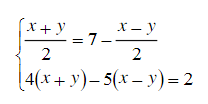 (x + y)/2 = 7 − (x − y)/2
4(x + y) − 5(x − y) = 2